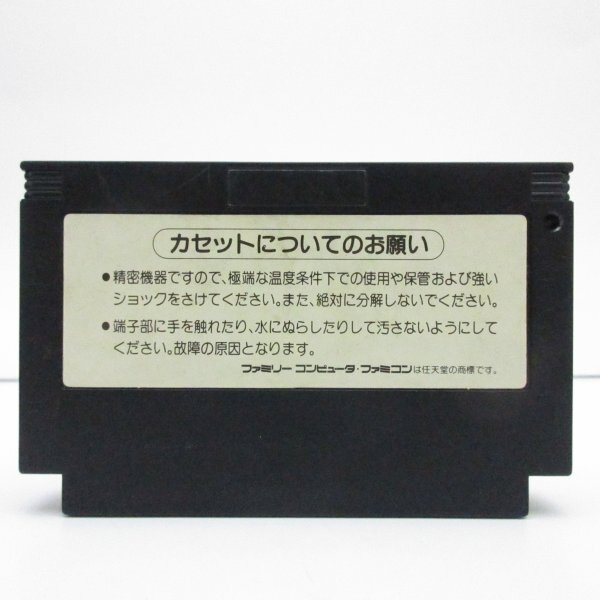 カセットについてのお願い
●精密機器ですので、極端な温度条件下での使用や保管および強い
ショックをさけてください。また、絶対に分解しないでください。
●端子部に手を触れたり、水にぬらしたりして汚さないようにして
ください。故障の原因となります。
ファミリーコンピュータ・ファミコンは任天堂の商標です。